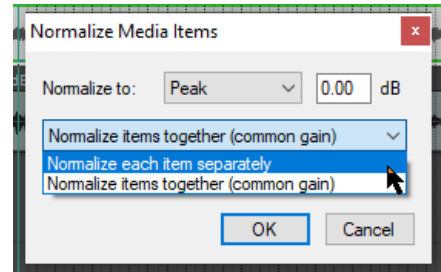 Normalize Media Items
x
Normalize to: Peak 0.00 dB
Normalize items together (common gain)
Normalize each item separately
Normalize items together (common gain)
OK Cancel